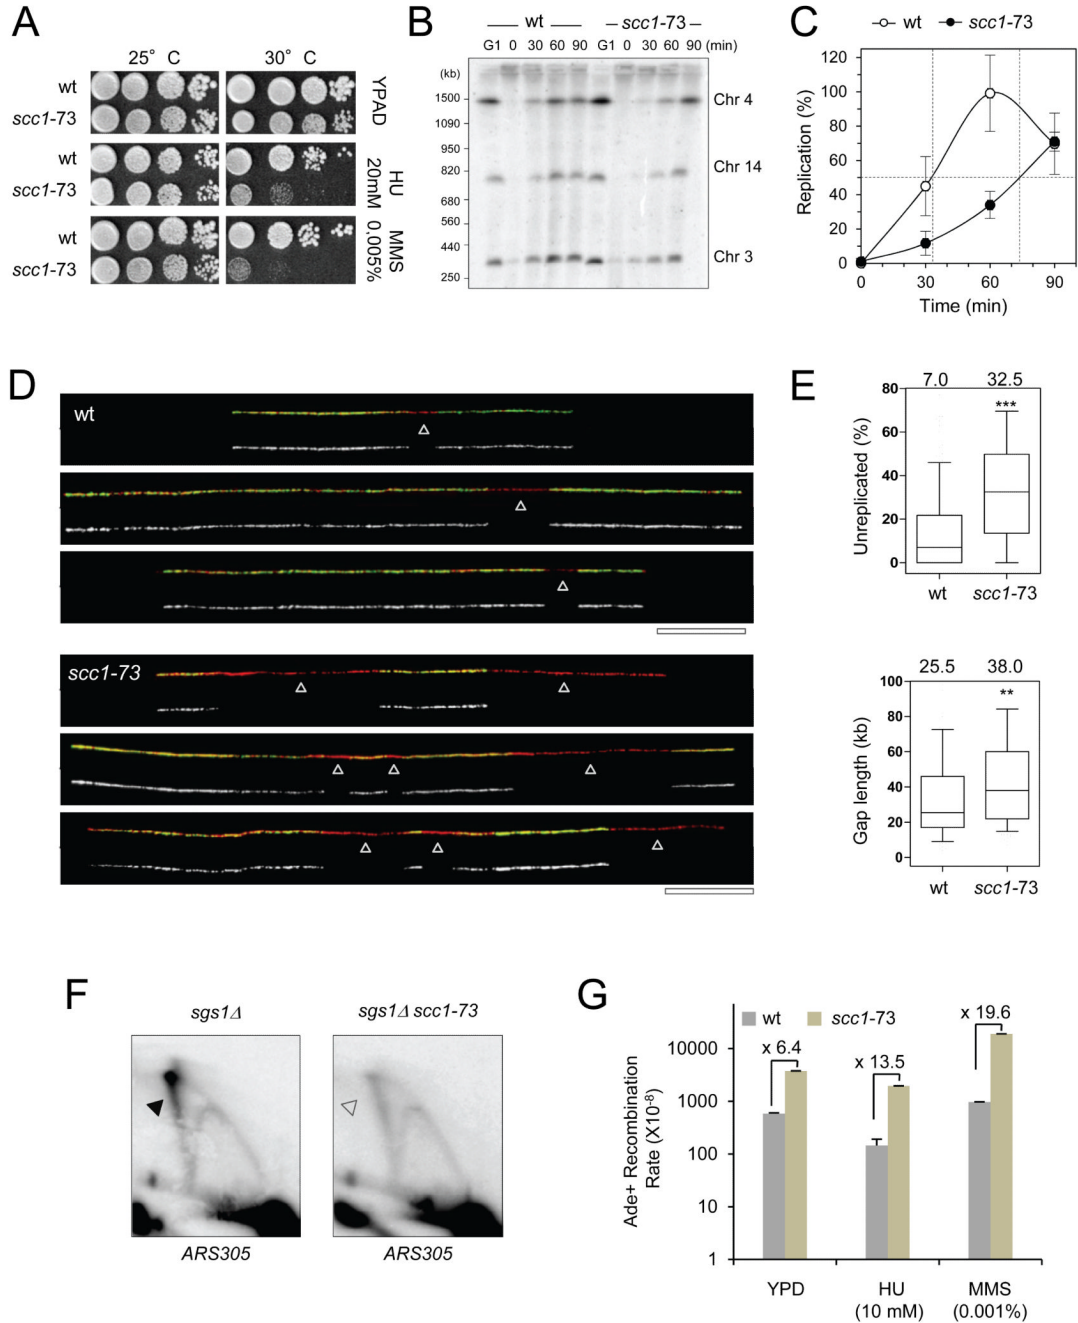 A
25° C
30° C
wt
scc1-73
wt
scc1-73
wt
scc1-73
YPAD
HU
20mM
MMS
0,005%
B
wt
scc1-73
G1 0 30 60 90 G1 0 30 60 90 (min)
(kb)
1500
1090
950
820
680
560
440
250
Chr 4
Chr 14
Chr 3
C
wt
scc1-73
Replication (%)
120
100
80
60
40
20
0
0 30 60 90
Time (min)
D
wt
scc1-73
E
7.0 32.5
Unreplicated (%)
80
60
40
20
0
***
wt scc1-73
25.5 38.0
Gap length (kb)
100
80
60
40
20
0
**
wt scc1-73
F
sgs1Δ
sgs1Δ scc1-73
ARS305
ARS305
G
wt
scc1-73
Ade+ Recombination
Rate (X10-8)
10000
1000
100
10
1
x 6.4
x 13.5
x 19.6
YPD
HU
(10 mM)
MMS
(0.001%)